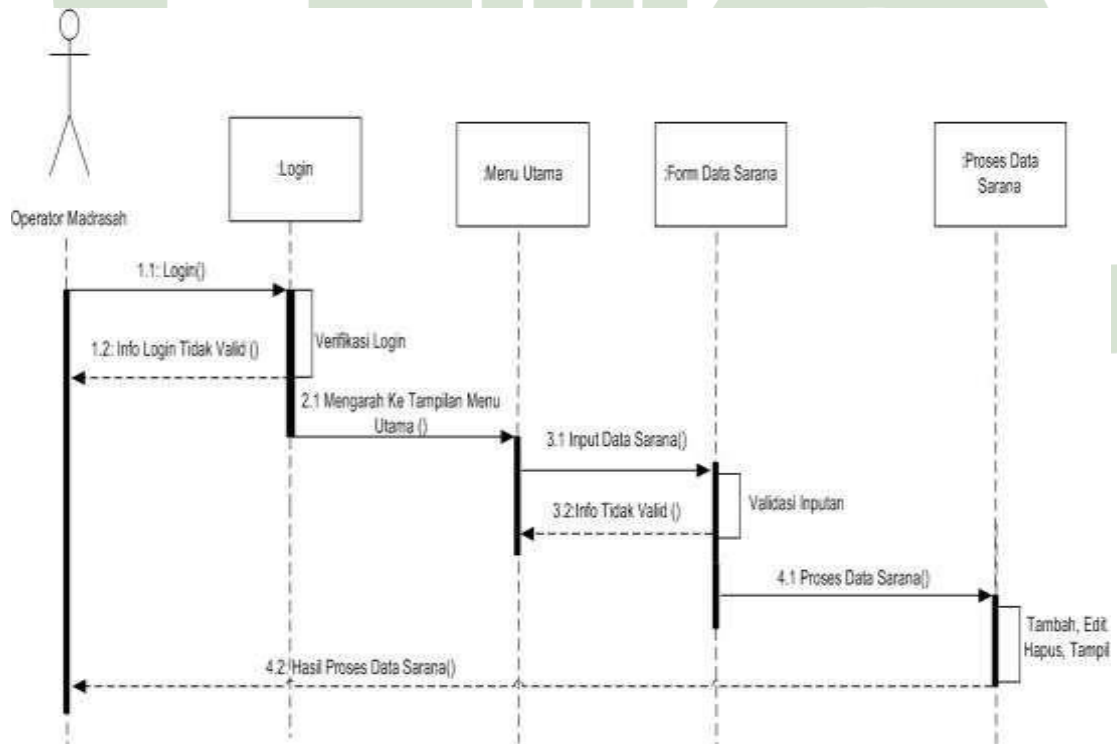 :Login
:Menu Utama
:Form Data Sarana
:Proses Data
Sarana
Operator Madrasah
1.1: Login()
Verifikasi Login
1.2: Info Login Tidak Valid ()
2.1 Mengarah Ke Tampilan Menu
Utama ()
3.1 Input Data Sarana()
Validasi Inputan
3.2:Info Tidak Valid ()
4.1 Proses Data Sarana()
Tambah, Edit
Hapus, Tampil
4.2: Hasil Proses Data Sarana()